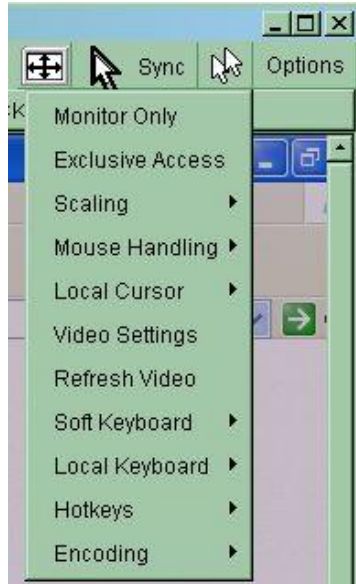 Sync Options
K
Monitor Only
Exclusive Access
Scaling
Mouse Handling
Local Cursor
Video Settings
Refresh Video
Soft Keyboard
Local Keyboard
Hotkeys
Encoding